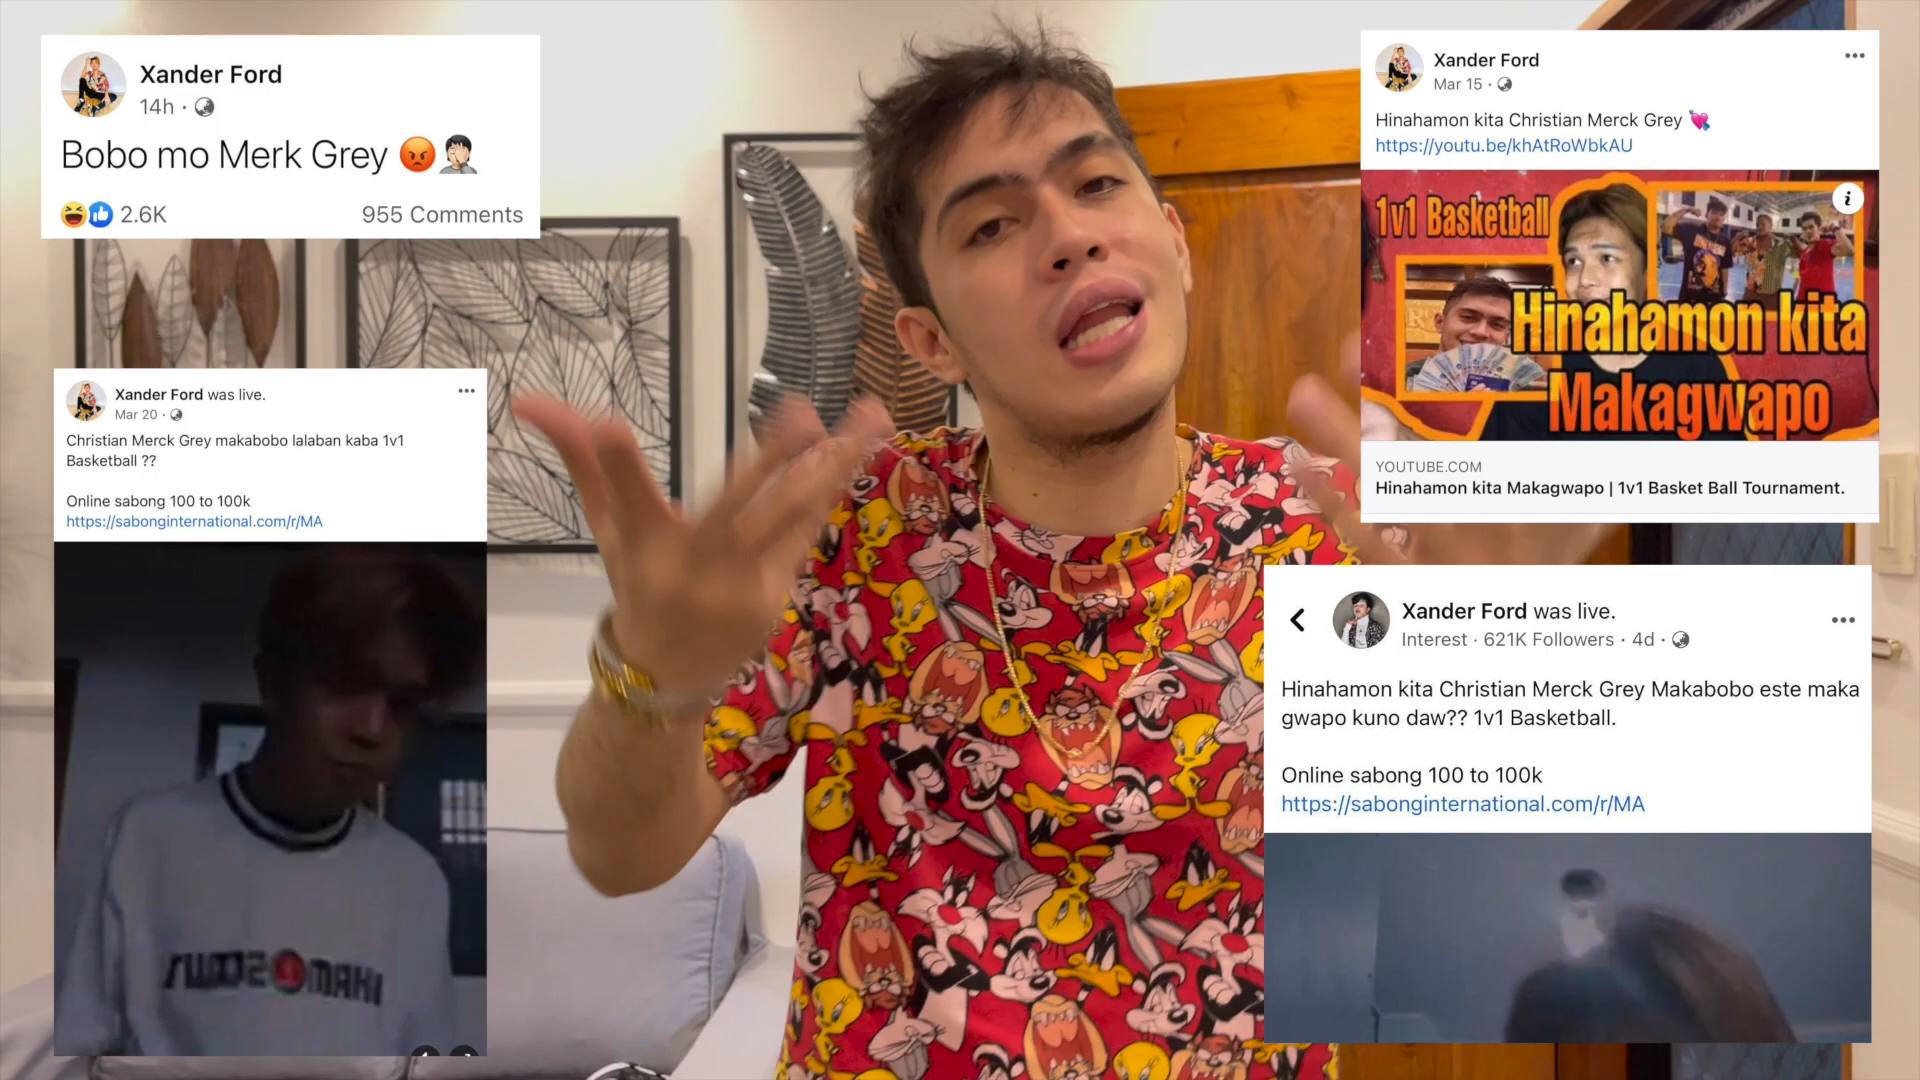 Xander Ford
14h ·
Bobo mo Merk Grey 😡🤦🏻
2.6K
955 Comments
Xander Ford was live.
Mar 20 ·
Christian Merck Grey makabobo lalaban kaba 1v1
Basketball ??
Online sabong 100 to 100k
https://sabonginternational.com/r/MA
Xander Ford
Mar 15 ·
Hinahamon kita Christian Merck Grey 💘
https://youtu.be/khAtRoWbkAU
1v1 Basketball
Hinahamon kita
Makagwapo
YOUTUBE.COM
Hinahamon kita Makagwapo | 1v1 Basket Ball Tournament.
Xander Ford was live.
Interest · 621K Followers · 4d ·
Hinahamon kita Christian Merck Grey Makabobo este maka
gwapo kuno daw?? 1v1 Basketball.
Online sabong 100 to 100k
https://sabonginternational.com/r/MA